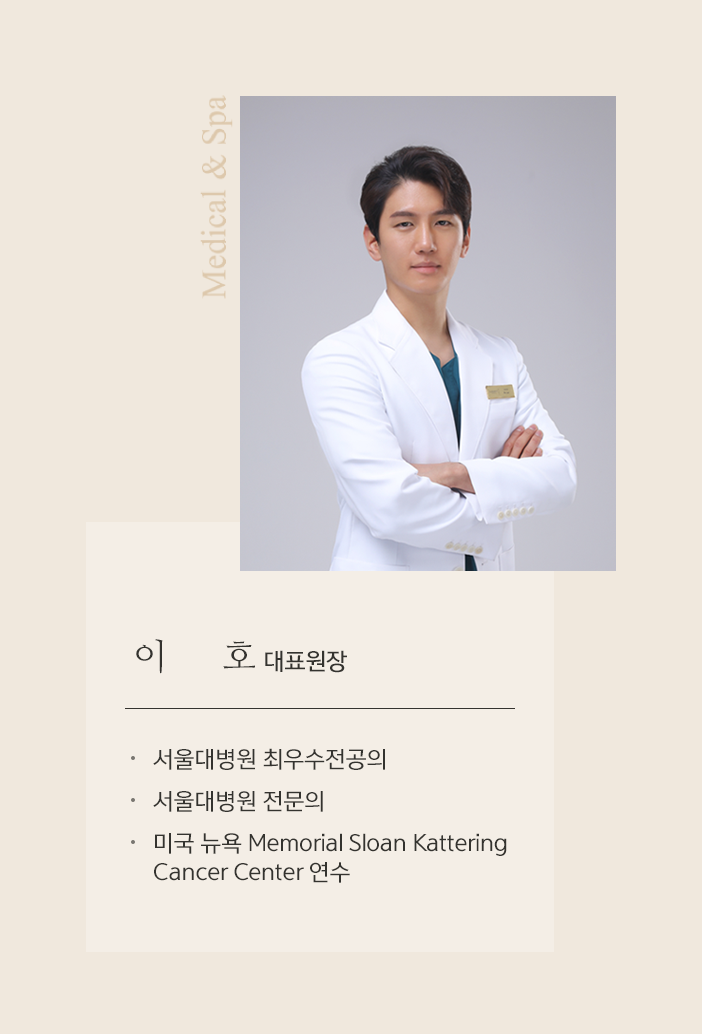 Medical & Spa
이 호 대표원장
• 서울대병원 최우수전공의
• 서울대병원 전문의
• 미국 뉴욕 Memorial Sloan Kattering
Cancer Center 연수